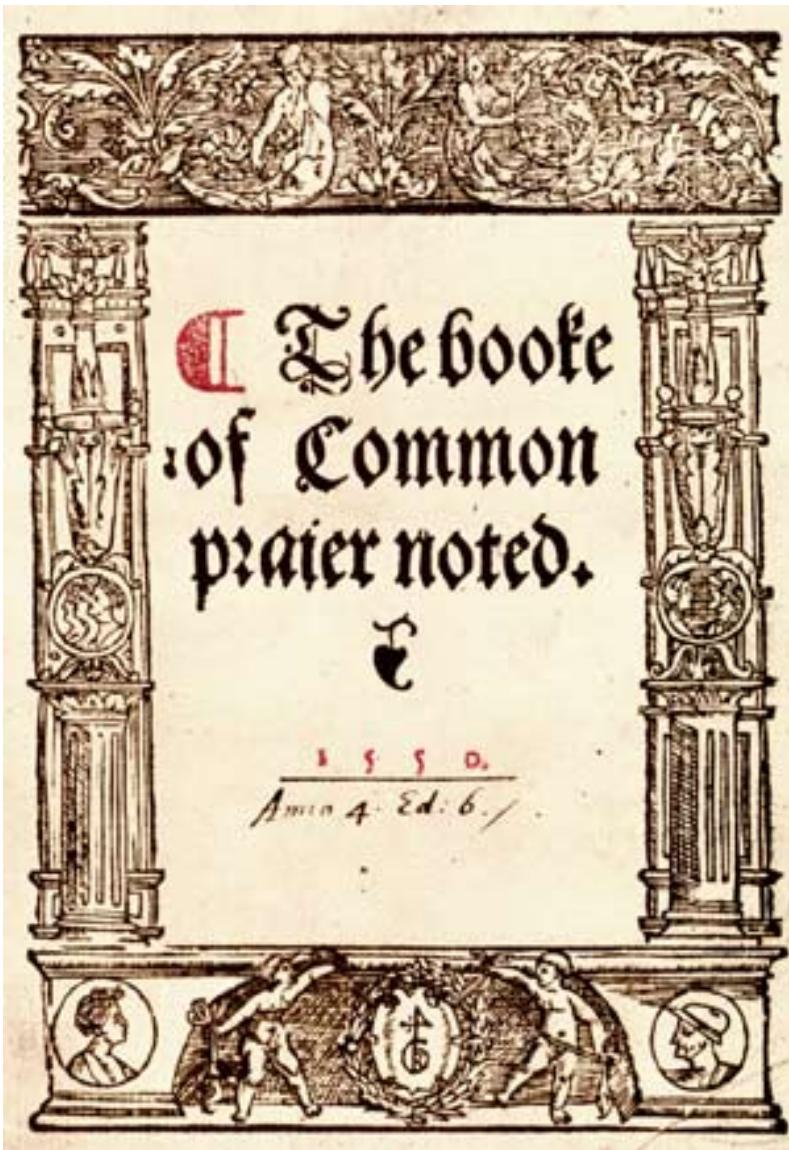 ¶ The booke
of Common
praier noted.
❧
1550.
Anno 4. Ed: 6.